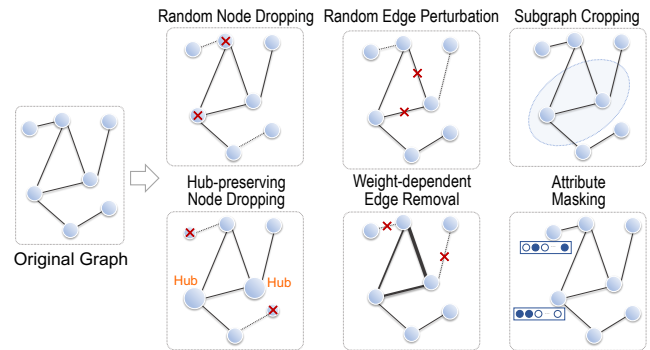 Random Node Dropping
Random Edge Perturbation
Subgraph Cropping
Original Graph
Hub-preserving
Node Dropping
Weight-dependent
Edge Removal
Attribute
Masking
Hub
Hub